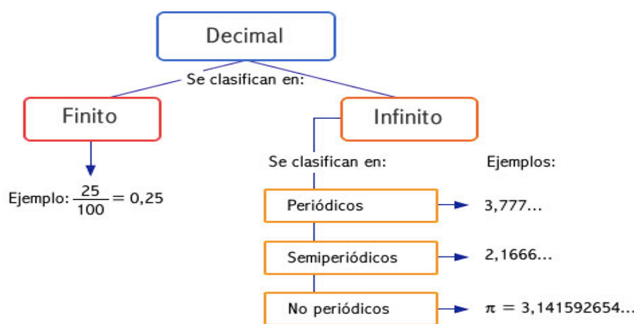 Decimal
Se clasifican en:
Finito
Infinito
Ejemplo: 25/100 = 0,25
Se clasifican en:
Ejemplos:
Periódicos
3,777...
Semiperiódicos
2,1666...
No periódicos
π = 3,141592654...